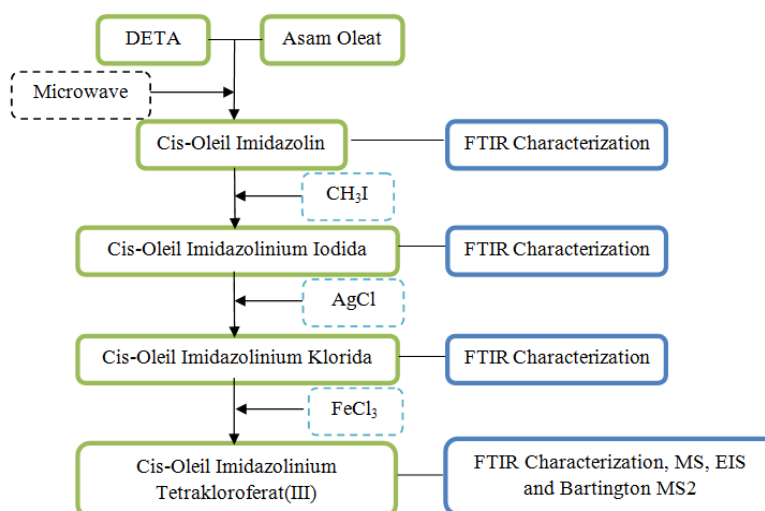 DETA
Asam Oleat
Microwave
Cis-Oleil Imidazolin
FTIR Characterization
CH₃I
Cis-Oleil Imidazolinium Iodida
FTIR Characterization
AgCl
Cis-Oleil Imidazolinium Klorida
FTIR Characterization
FeCl₃
Cis-Oleil Imidazolinium
Tetrakloroferat(III)
FTIR Characterization, MS, EIS
and Bartington MS2